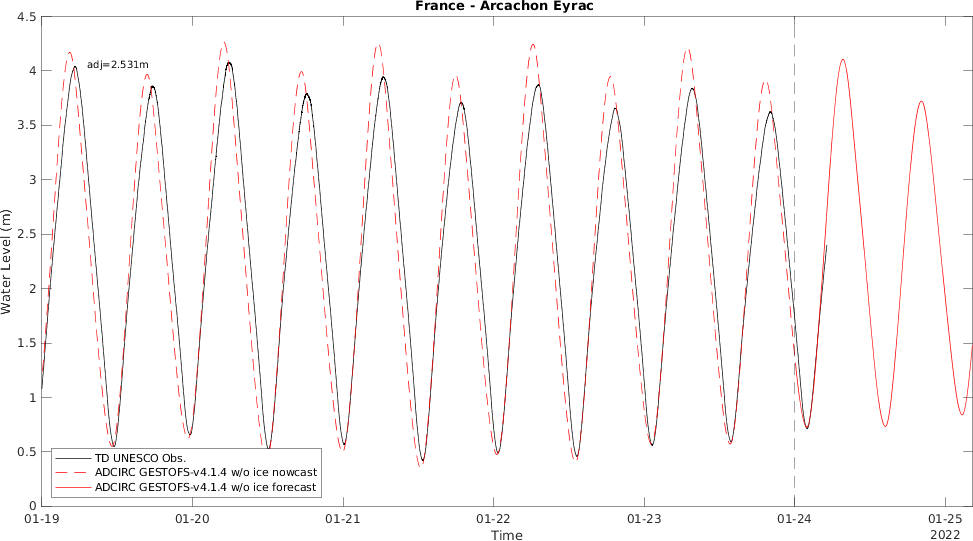 France - Arcachon Eyrac
adj=2.531m
4.5
4
3.5
3
2.5
2
1.5
1
0.5
0
Water Level (m)
TD UNESCO Obs.
ADCIRC GESTOFS-v4.1.4 w/o ice nowcast
ADCIRC GESTOFS-v4.1.4 w/o ice forecast
01-19 01-20 01-21 01-22 01-23 01-24 01-25
Time
2022